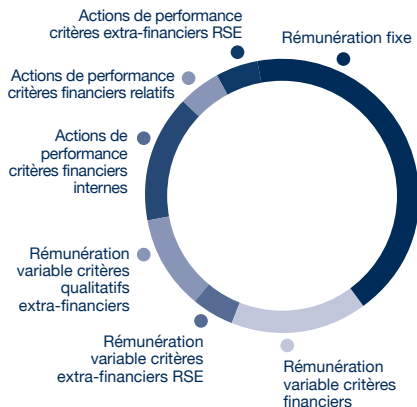 Actions de performance
critères extra-financiers RSE
Rémunération fixe
Actions de performance
critères financiers relatifs
Actions de
performance
critères financiers
internes
Rémunération
variable critères
qualitatifs
extra-financiers
Rémunération
variable critères
extra-financiers RSE
Rémunération
variable critères
financiers